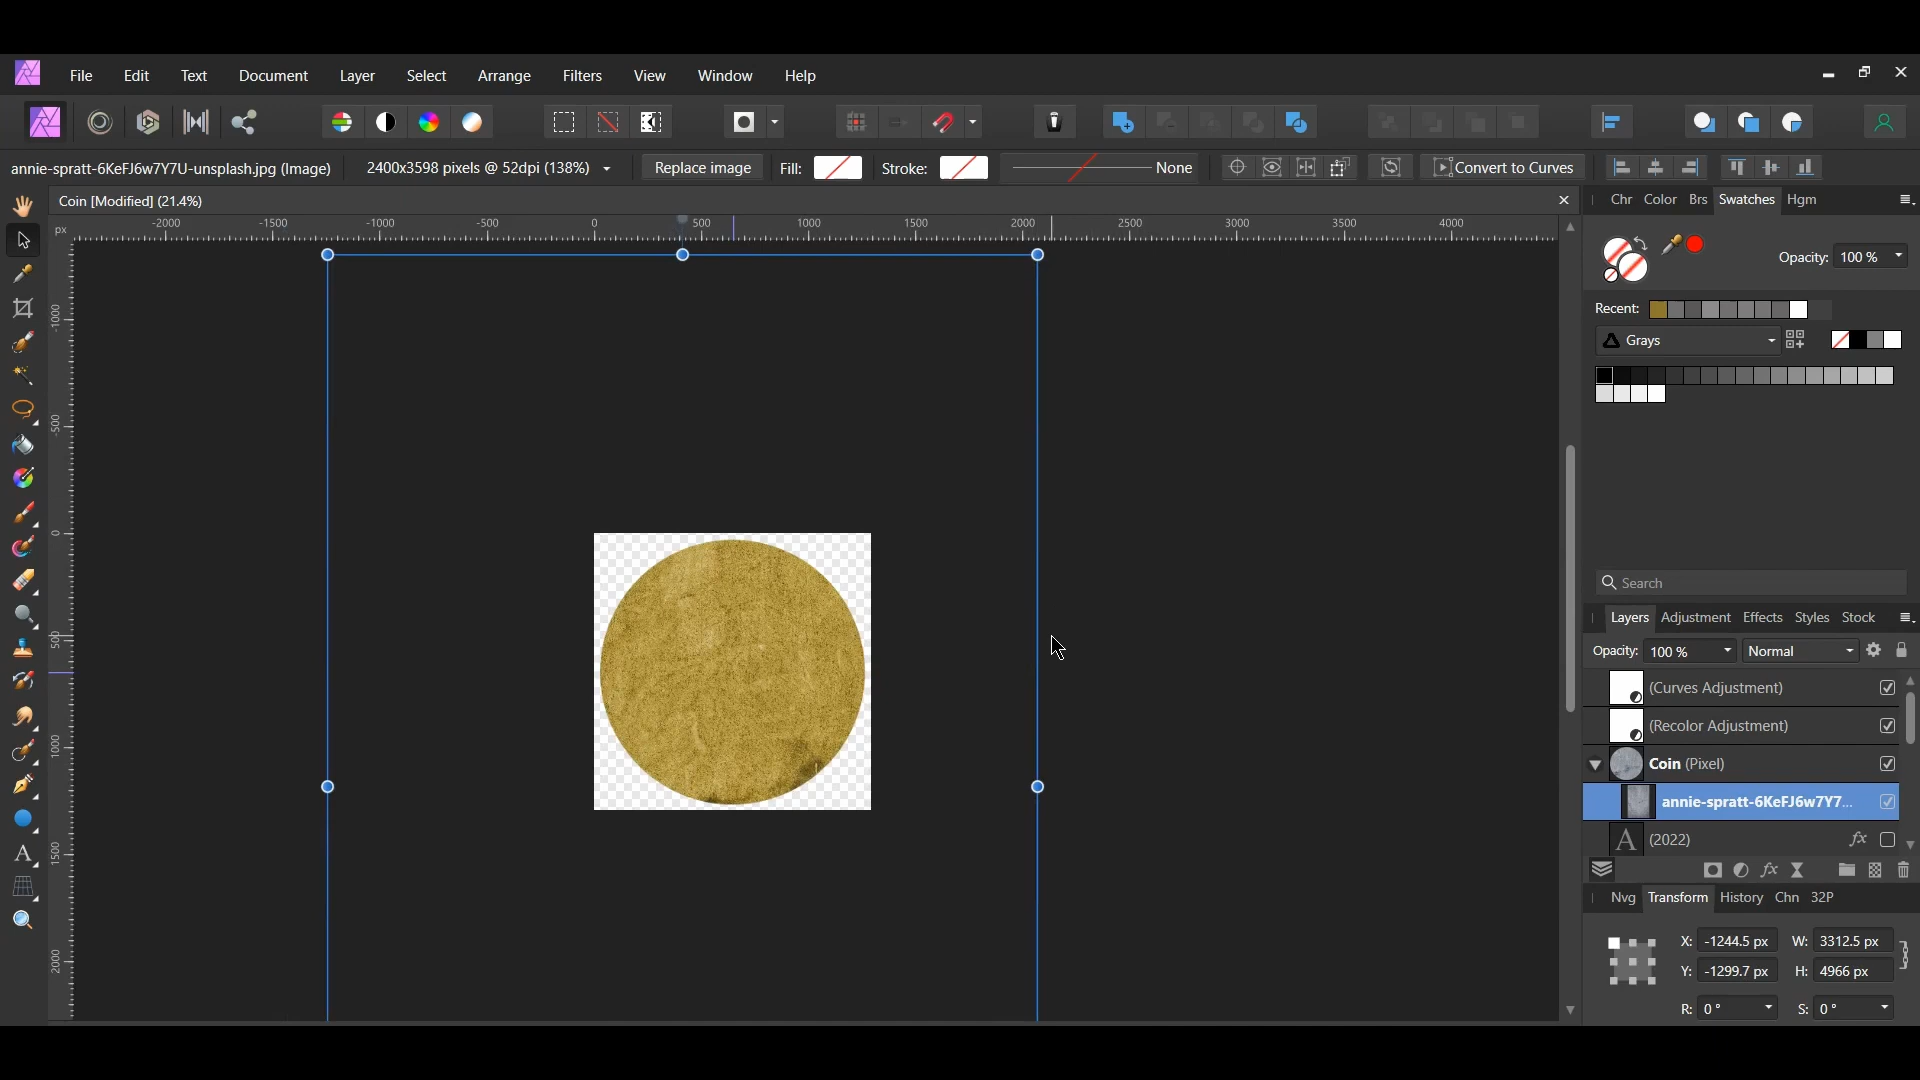 File Edit Text Document Layer Select Arrange Filters View Window Help
annie-spratt-6KeFJ6w7Y7U-unsplash.jpg (Image) 2400x3598 pixels @ 52dpi (138%) Replace image Fill: Stroke: None Convert to Curves
Coin [Modified] (21.4%)
Chr Color Brs Swatches Hgm
px -2000 -1500 -1000 -500 0 500 1000 1500 2000 2500 3000 3500 4000
-1000
-500
0
500
1000
1500
2000
Opacity: 100 %
Recent:
Grays
Search
Layers Adjustment Effects Styles Stock
Opacity: 100 % Normal
(Curves Adjustment)
(Recolor Adjustment)
Coin (Pixel)
annie-spratt-6KeFJ6w7Y7...
A (2022) fx
fx
Nvg Transform History Chn 32P
X: -1244.5 px W: 3312.5 px
Y: -1299.7 px H: 4966 px
R: 0 ° S: 0 °